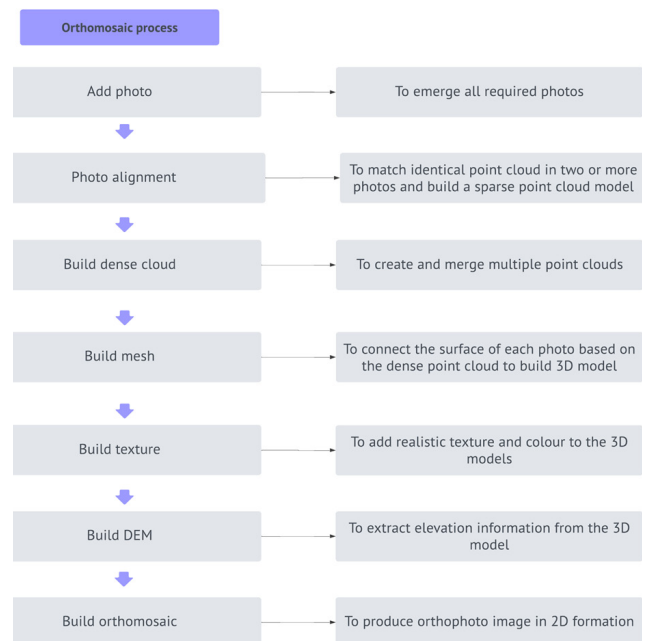 Orthomosaic process
Add photo
To emerge all required photos
Photo alignment
To match identical point cloud in two or more
photos and build a sparse point cloud model
Build dense cloud
To create and merge multiple point clouds
Build mesh
To connect the surface of each photo based on
the dense point cloud to build 3D model
Build texture
To add realistic texture and colour to the 3D
models
Build DEM
To extract elevation information from the 3D
model
Build orthomosaic
To produce orthophoto image in 2D formation